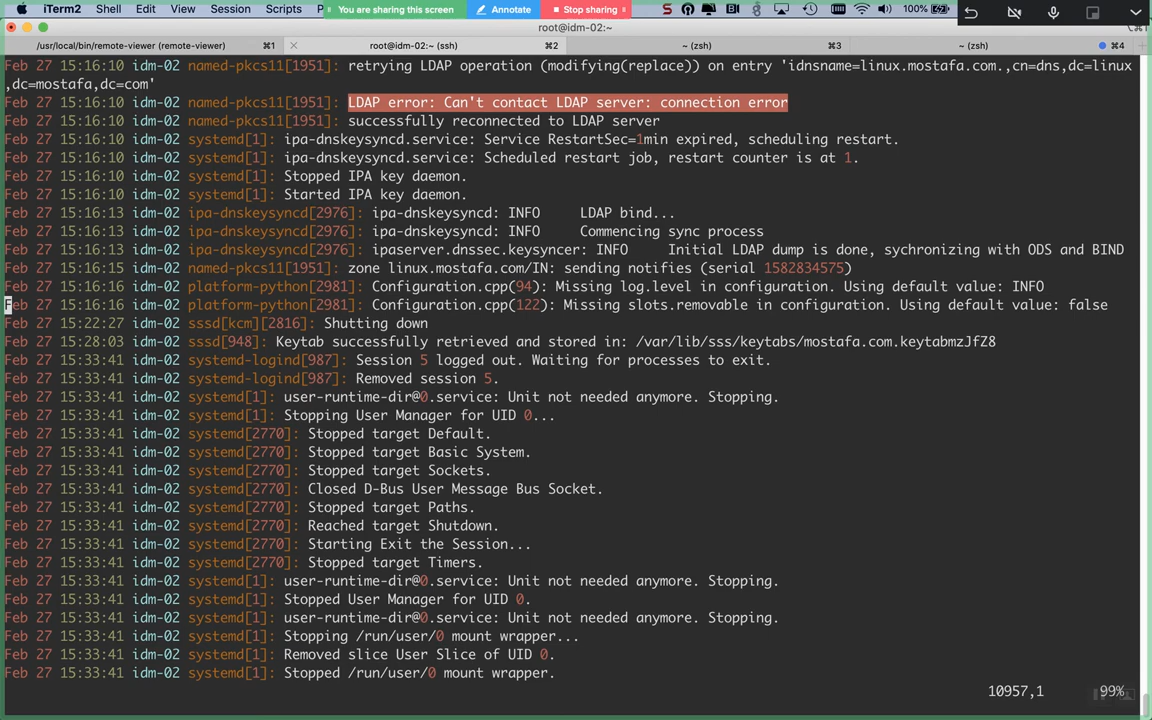 iTerm2 Shell Edit View Session Scripts P You are sharing this screen Annotate Stop sharing 100%
root@idm-02:~ (ssh)
/usr/local/bin/remote-viewer (remote-viewer) ⌘1 root@idm-02:~ (ssh) ⌘2 ~ (zsh) ⌘3 ~ (zsh) ⌘4
Feb 27 15:16:10 idm-02 named-pkcs11[1951]: retrying LDAP operation (modifying(replace)) on entry 'idnsname=linux.mostafa.com.,cn=dns,dc=linux
,dc=mostafa,dc=com'
Feb 27 15:16:10 idm-02 named-pkcs11[1951]: LDAP error: Can't contact LDAP server: connection error
Feb 27 15:16:10 idm-02 named-pkcs11[1951]: successfully reconnected to LDAP server
Feb 27 15:16:10 idm-02 systemd[1]: ipa-dnskeysyncd.service: Service RestartSec=1min expired, scheduling restart.
Feb 27 15:16:10 idm-02 systemd[1]: ipa-dnskeysyncd.service: Scheduled restart job, restart counter is at 1.
Feb 27 15:16:10 idm-02 systemd[1]: Stopped IPA key daemon.
Feb 27 15:16:10 idm-02 systemd[1]: Started IPA key daemon.
Feb 27 15:16:13 idm-02 ipa-dnskeysyncd[2976]: ipa-dnskeysyncd: INFO LDAP bind...
Feb 27 15:16:13 idm-02 ipa-dnskeysyncd[2976]: ipa-dnskeysyncd: INFO Commencing sync process
Feb 27 15:16:13 idm-02 ipa-dnskeysyncd[2976]: ipaserver.dnssec.keysyncer: INFO Initial LDAP dump is done, sychronizing with ODS and BIND
Feb 27 15:16:15 idm-02 named-pkcs11[1951]: zone linux.mostafa.com/IN: sending notifies (serial 1582834575)
Feb 27 15:16:16 idm-02 platform-python[2981]: Configuration.cpp(94): Missing log.level in configuration. Using default value: INFO
Feb 27 15:16:16 idm-02 platform-python[2981]: Configuration.cpp(122): Missing slots.removable in configuration. Using default value: false
Feb 27 15:22:27 idm-02 sssd[kcm][2816]: Shutting down
Feb 27 15:28:03 idm-02 sssd[948]: Keytab successfully retrieved and stored in: /var/lib/sss/keytabs/mostafa.com.keytabmzJfZ8
Feb 27 15:33:41 idm-02 systemd-logind[987]: Session 5 logged out. Waiting for processes to exit.
Feb 27 15:33:41 idm-02 systemd-logind[987]: Removed session 5.
Feb 27 15:33:41 idm-02 systemd[1]: user-runtime-dir@0.service: Unit not needed anymore. Stopping.
Feb 27 15:33:41 idm-02 systemd[1]: Stopping User Manager for UID 0...
Feb 27 15:33:41 idm-02 systemd[2770]: Stopped target Default.
Feb 27 15:33:41 idm-02 systemd[2770]: Stopped target Basic System.
Feb 27 15:33:41 idm-02 systemd[2770]: Stopped target Sockets.
Feb 27 15:33:41 idm-02 systemd[2770]: Closed D-Bus User Message Bus Socket.
Feb 27 15:33:41 idm-02 systemd[2770]: Stopped target Paths.
Feb 27 15:33:41 idm-02 systemd[2770]: Reached target Shutdown.
Feb 27 15:33:41 idm-02 systemd[2770]: Starting Exit the Session...
Feb 27 15:33:41 idm-02 systemd[2770]: Stopped target Timers.
Feb 27 15:33:41 idm-02 systemd[1]: user-runtime-dir@0.service: Unit not needed anymore. Stopping.
Feb 27 15:33:41 idm-02 systemd[1]: Stopped User Manager for UID 0.
Feb 27 15:33:41 idm-02 systemd[1]: user-runtime-dir@0.service: Unit not needed anymore. Stopping.
Feb 27 15:33:41 idm-02 systemd[1]: Stopping /run/user/0 mount wrapper...
Feb 27 15:33:41 idm-02 systemd[1]: Removed slice User Slice of UID 0.
Feb 27 15:33:41 idm-02 systemd[1]: Stopped /run/user/0 mount wrapper.
10957,1 99%